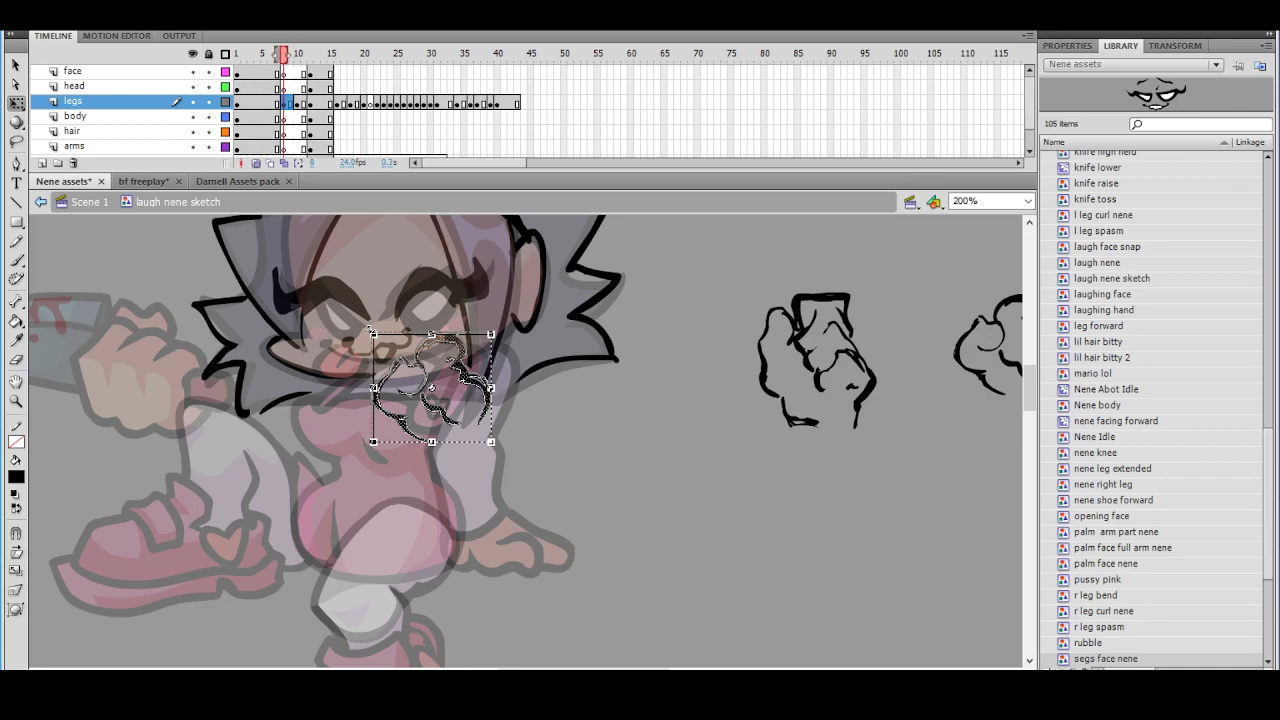 TIMELINE MOTION EDITOR OUTPUT
1 5 10 15 20 25 30 35 40 45 50 55 60 65 70 75 80 85 90 95 100 105 110 115
face
head
legs
body
hair
arms
8 24.0fps 0.3s
Nene assets* × bf freeplay* × Darnell Assets pack ×
Scene 1 laugh nene sketch
200%
T
PROPERTIES LIBRARY TRANSFORM
Nene assets
105 items
Name Linkage
knife high held
knife lower
knife raise
knife toss
l leg curl nene
l leg spasm
laugh face snap
laugh nene
laugh nene sketch
laughing face
laughing hand
leg forward
lil hair bitty
lil hair bitty 2
mario lol
Nene Abot Idle
Nene body
nene facing forward
Nene Idle
nene knee
nene leg extended
nene right leg
nene shoe forward
opening face
palm arm part nene
palm face full arm nene
palm face nene
pussy pink
r leg bend
r leg curl nene
r leg spasm
rubble
segs face nene